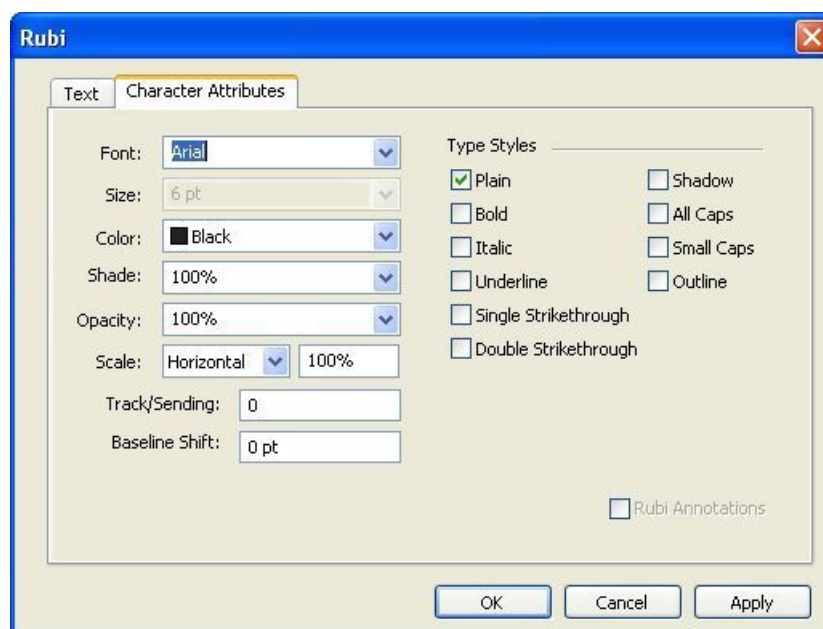 Rubi
Text
Character Attributes
Font:
Arial
Size:
6 pt
Color:
Black
Shade:
100%
Opacity:
100%
Scale:
Horizontal
100%
Track/Sending:
0
Baseline Shift:
0 pt
Type Styles
Plain
Bold
Italic
Underline
Single Strikethrough
Double Strikethrough
Shadow
All Caps
Small Caps
Outline
Rubi Annotations
OK
Cancel
Apply